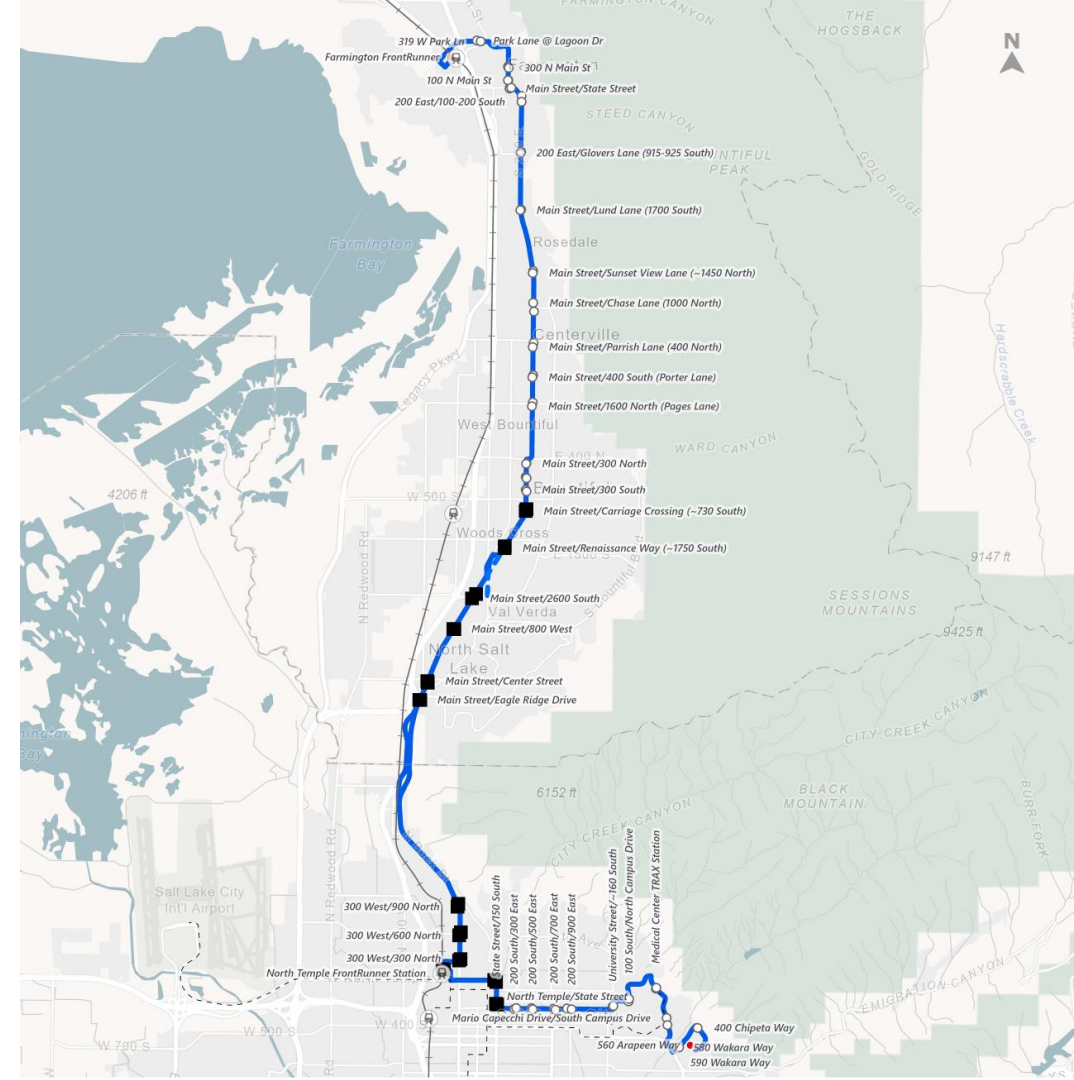 FARMINGTON CANYON
THE
HOGSBACK
N
319 W Park Ln
Park Lane @ Lagoon Dr
Farmington FrontRunner
300 N Main St
100 N Main St
Main Street/State Street
200 East/100-200 South
STEED CANYON
200 East/Glovers Lane (915-925 South)
PEAK
GOLD RIDGE
Main Street/Lund Lane (1700 South)
Farmington
Bay
Rosedale
Main Street/Sunset View Lane (~1450 North)
Main Street/Chase Lane (1000 North)
Centerville
Main Street/Parrish Lane (400 North)
Legacy Pkwy
Main Street/400 South (Porter Lane)
Hardscrabble Creek
Main Street/1600 North (Pages Lane)
West Bountiful
WARD CANYON
E 400 N
Main Street/300 North
4206 ft
W 500 S
Main Street/300 South
Main Street/Carriage Crossing (~730 South)
Woods Cross
Main Street/Renaissance Way (~1750 South)
N Redwood Rd
S Bountiful Blvd
9147 ft
Main Street/2600 South
Val Verda
SESSIONS
MOUNTAINS
Main Street/800 West
9425 ft
North Salt
Lake
Main Street/Center Street
Main Street/Eagle Ridge Drive
CITY CREEK CANYON
Bay
6152 ft
BLACK
MOUNTAIN
BURR FORK
CITY CREEK CANYON
N Redwood Rd
Salt Lake City
Int'l Airport
300 West/900 North
300 West/600 North
300 West/300 North
North Temple FrontRunner Station
State Street/150 South
200 South/300 East
200 South/500 East
200 South/700 East
200 South/900 East
University Street/~160 South
100 South/North Campus Drive
Medical Center TRAX Station
North Temple/State Street
Mario Capecchi Drive/South Campus Drive
EMIGRATION CANYON
W 500 S
W 400 S
W 700 S
400 Chipeta Way
560 Arapeen Way
580 Wakara Way
590 Wakara Way